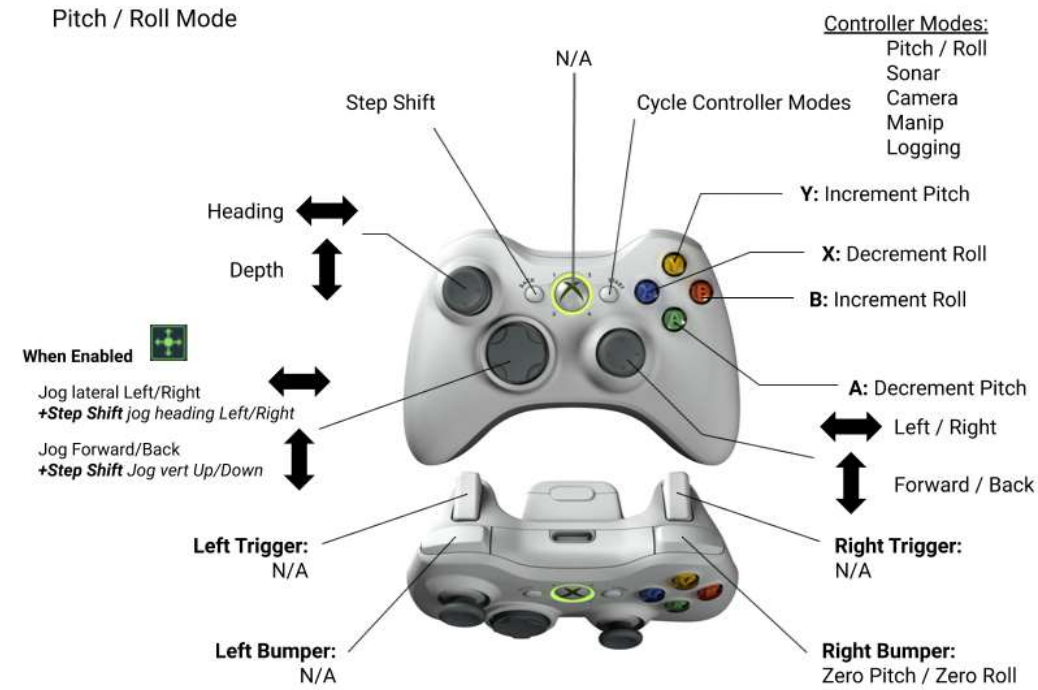 Pitch / Roll Mode
Controller Modes:
Pitch / Roll
Sonar
Camera
Manip
Logging
N/A
Step Shift
Cycle Controller Modes
Y: Increment Pitch
Heading
X: Decrement Roll
Depth
B: Increment Roll
When Enabled
Jog lateral Left/Right
+Step Shift jog heading Left/Right
A: Decrement Pitch
Left / Right
Jog Forward/Back
+Step Shift Jog vert Up/Down
Forward / Back
BACK
START
Y
X
B
A
Left Trigger:
N/A
Right Trigger:
N/A
Left Bumper:
N/A
Right Bumper:
Zero Pitch / Zero Roll